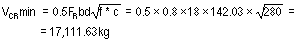 V_CR min = 0.5F_R bd√f*c = 0.5 × 0.8 × 18 × 142.03 × √280 =
= 17,111.63kg